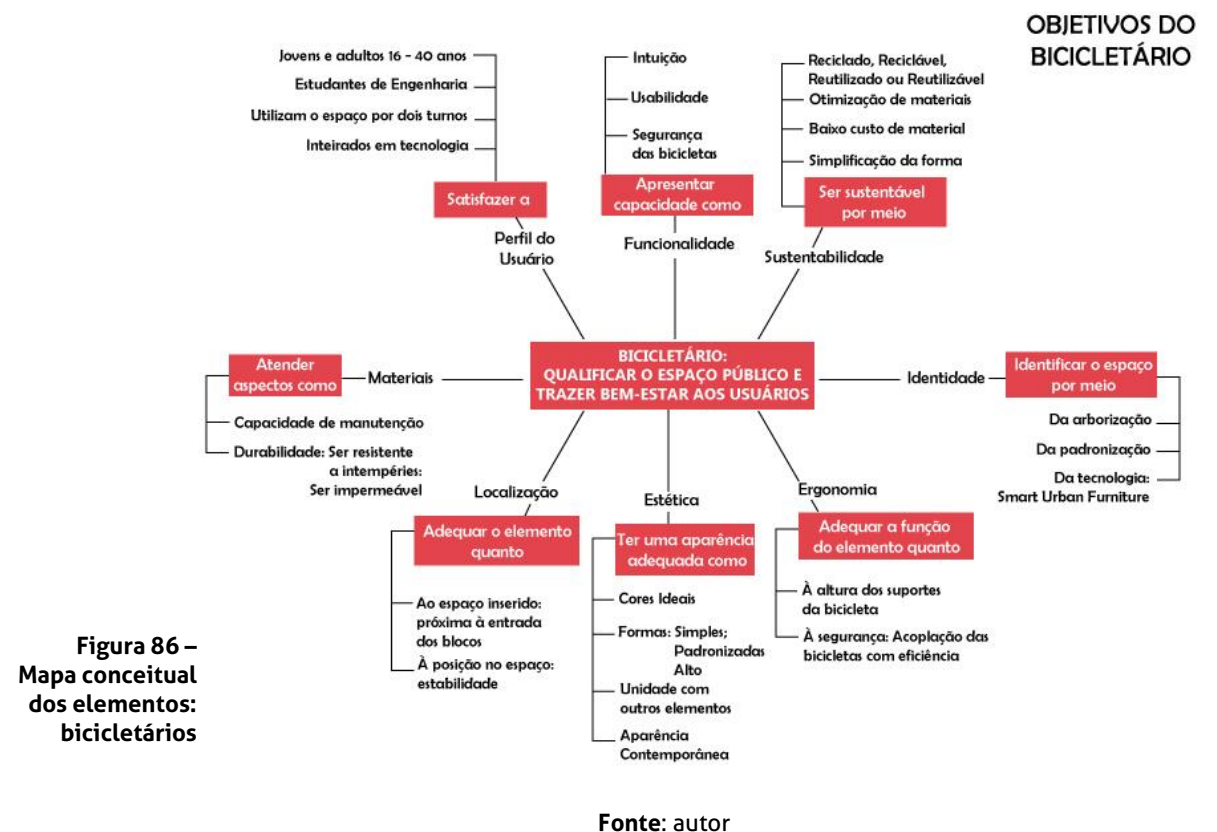 OBJETIVOS DO
BICICLETÁRIO
Jovens e adultos 16 - 40 anos
Estudantes de Engenharia
Utilizam o espaço por dois turnos
Inteirados em tecnologia
Satisfazer a
Perfil do
Usuário
Intuição
Usabilidade
Segurança
das bicicletas
Apresentar
capacidade como
Funcionalidade
Reciclado, Reciclável,
Reutilizado ou Reutilizável
Otimização de materiais
Baixo custo de material
Simplificação da forma
Ser sustentável
por meio
Sustentabilidade
Atender
aspectos como
Materiais
Capacidade de manutenção
Durabilidade: Ser resistente
a intempéries:
Ser impermeável
BICICLETÁRIO:
QUALIFICAR O ESPAÇO PÚBLICO E
TRAZER BEM-ESTAR AOS USUÁRIOS
Identidade
Identificar o espaço
por meio
Da arborização
Da padronização
Da tecnologia:
Smart Urban Furniture
Localização
Adequar o elemento
quanto
Ao espaço inserido:
próxima à entrada
dos blocos
À posição no espaço:
estabilidade
Estética
Ter uma aparência
adequada como
Cores Ideais
Formas: Simples;
Padronizadas
Alto
Unidade com
outros elementos
Aparência
Contemporânea
Ergonomia
Adequar a função
do elemento quanto
À altura dos suportes
da bicicleta
À segurança: Acoplação das
bicicletas com eficiência
Figura 86 –
Mapa conceitual
dos elementos:
bicicletários
Fonte: autor